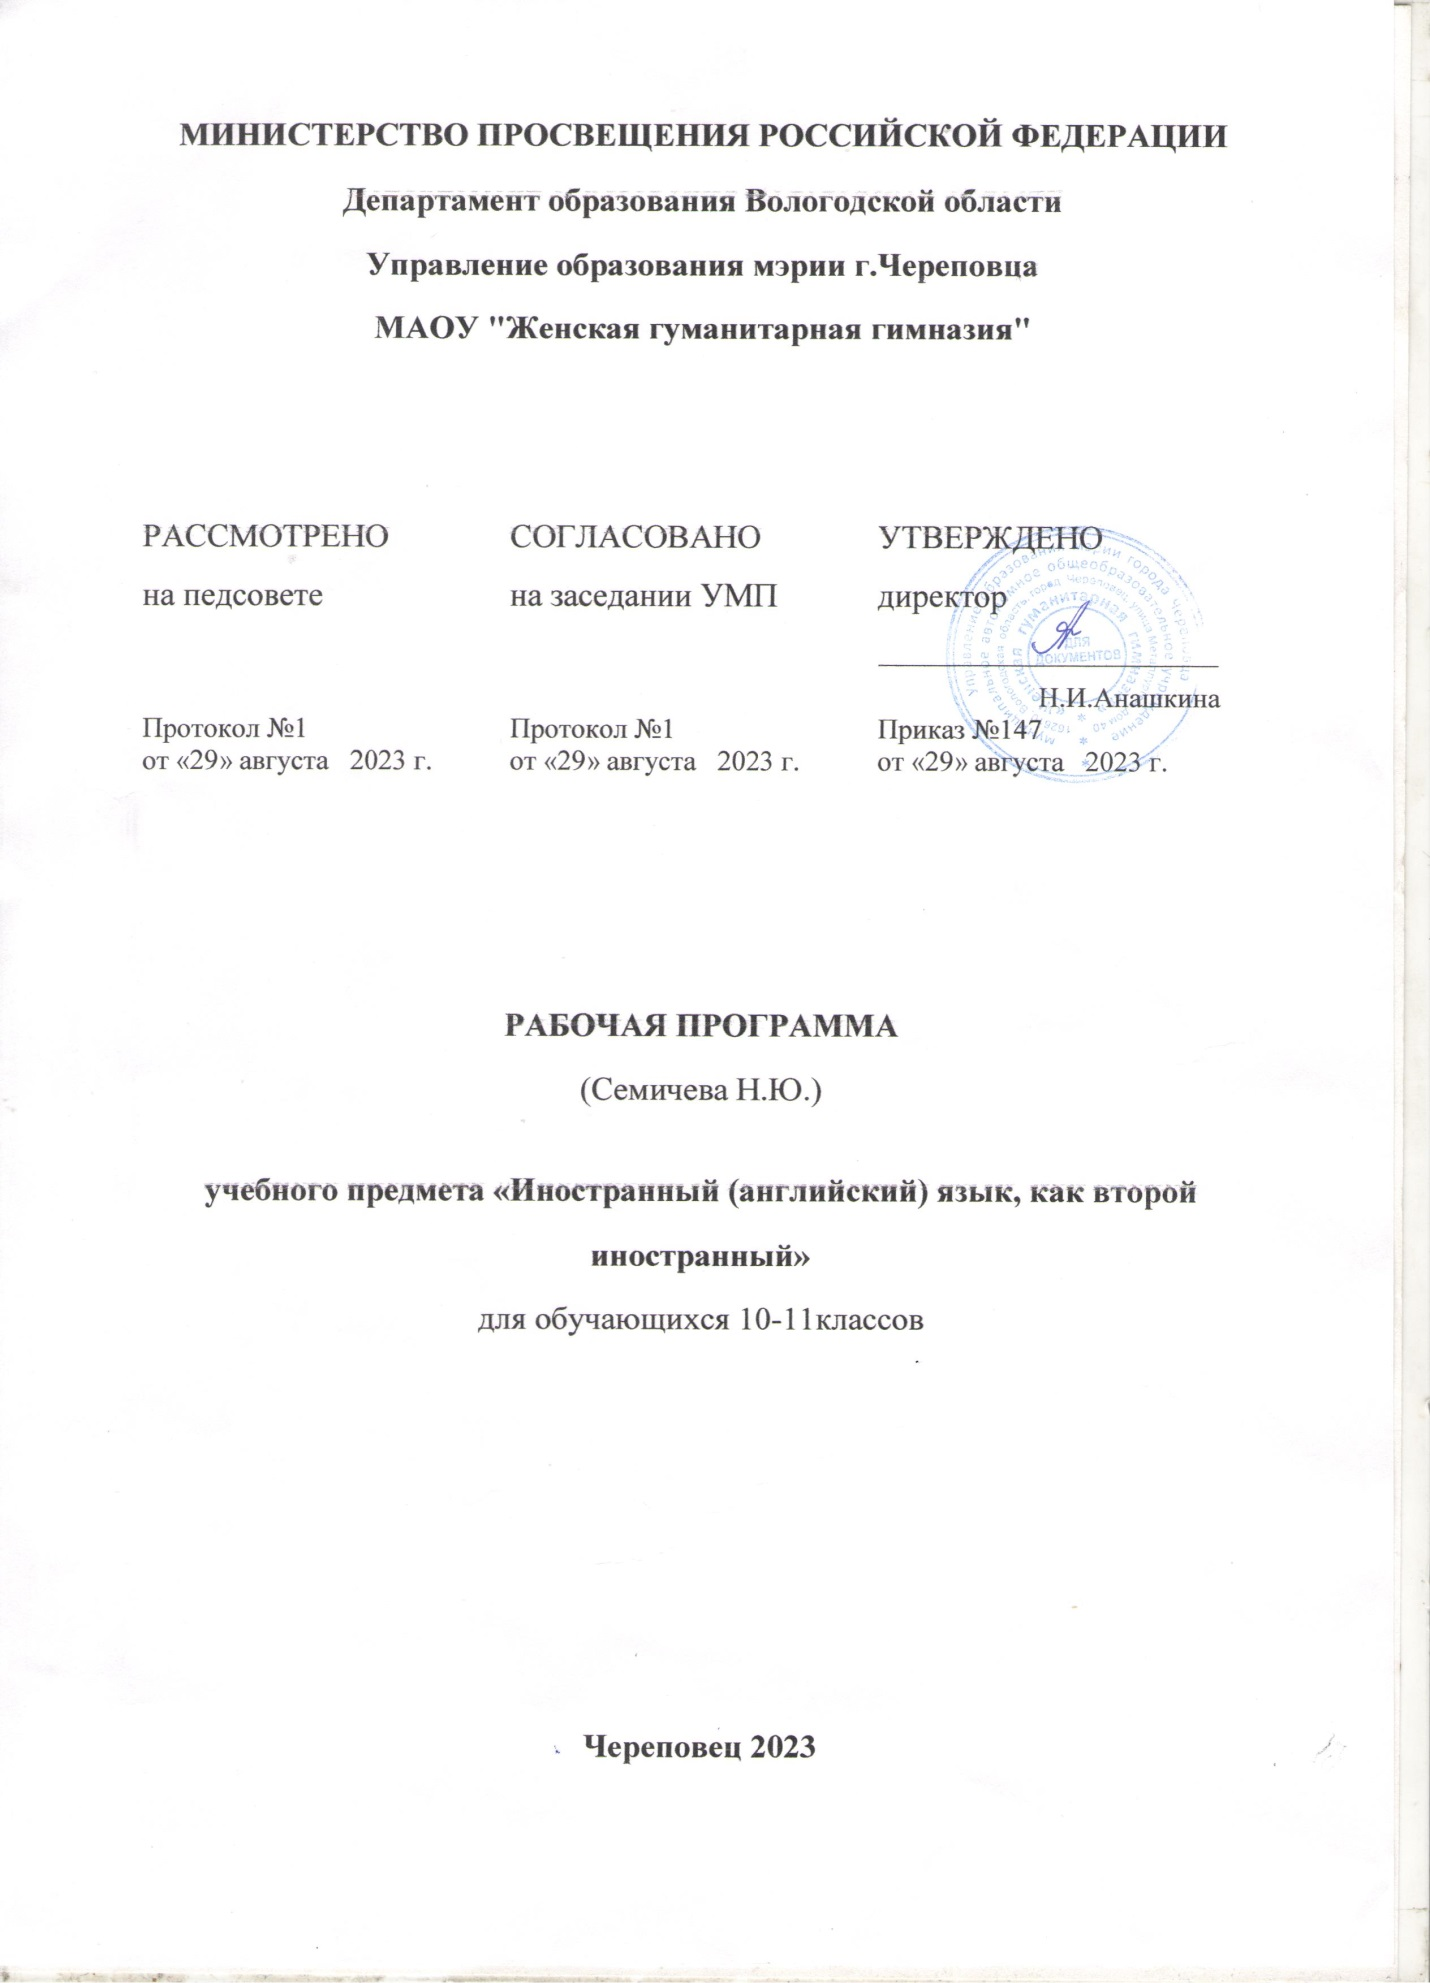 МИНИСТЕРСТВО ПРОСВЕЩЕНИЯ РОССИЙСКОЙ ФЕДЕРАЦИИ
Департамент образования Вологодской области
Управление образования мэрии г.Череповца
МАОУ "Женская гуманитарная гимназия"
РАССМОТРЕНО
на педсовете
Протокол №1
от «29» августа 2023 г.
СОГЛАСОВАНО
на заседании УМП
Протокол №1
от «29» августа 2023 г.
УТВЕРЖДЕНО
директор
Н.И.Анашкина
Приказ №147
от «29» августа 2023 г.
ДЛЯ
ДОКУМЕНТОВ
РАБОЧАЯ ПРОГРАММА
(Семичева Н.Ю.)
учебного предмета «Иностранный (английский) язык, как второй
иностранный»
для обучающихся 10-11классов
Череповец 2023